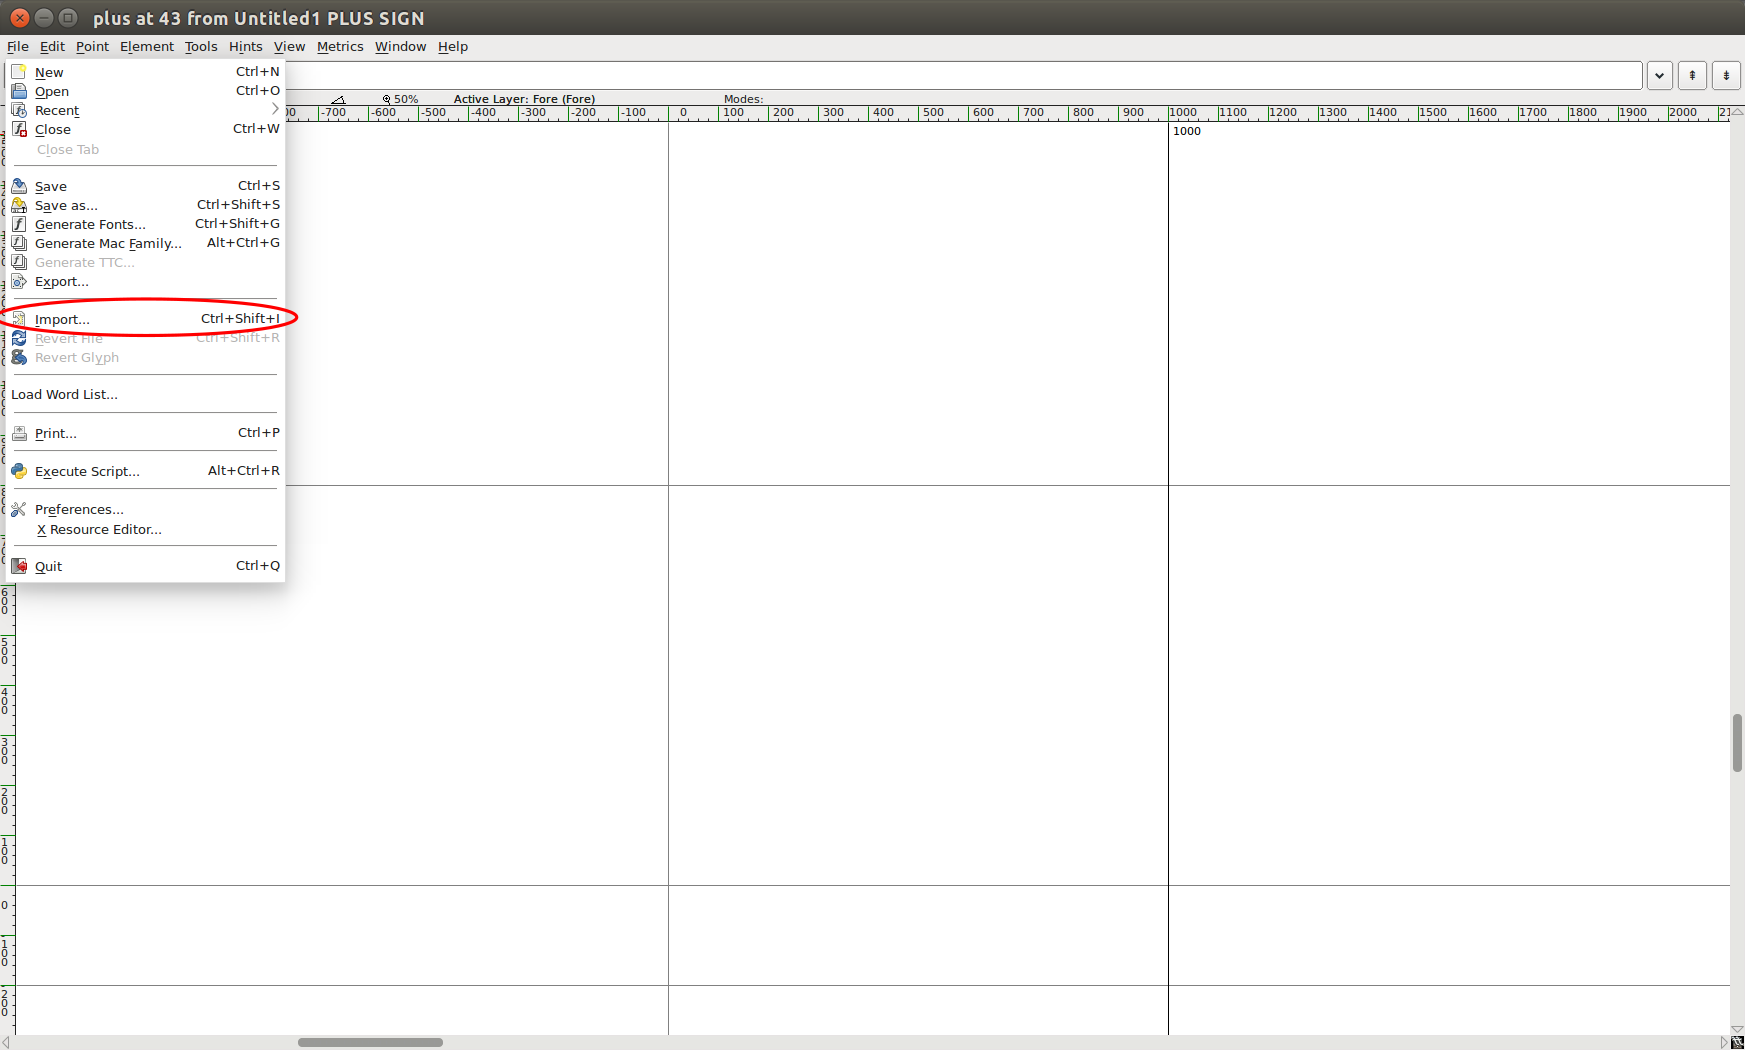 plus at 43 from Untitled1 PLUS SIGN
File Edit Point Element Tools Hints View Metrics Window Help
New Ctrl+N
Open Ctrl+O
Recent
Close Ctrl+W
Close Tab
Save Ctrl+S
Save as... Ctrl+Shift+S
Generate Fonts... Ctrl+Shift+G
Generate Mac Family... Alt+Ctrl+G
Generate TTC...
Export...
Import... Ctrl+Shift+I
Revert File Ctrl+Shift+R
Revert Glyph
Load Word List...
Print... Ctrl+P
Execute Script... Alt+Ctrl+R
Preferences...
X Resource Editor...
Quit Ctrl+Q
50% Active Layer: Fore (Fore) Modes:
-700 -600 -500 -400 -300 -200 -100 0 100 200 300 400 500 600 700 800 900 1000 1100 1200 1300 1400 1500 1600 1700 1800 1900 2000
1000
600
500
400
300
200
100
0
-100
-200